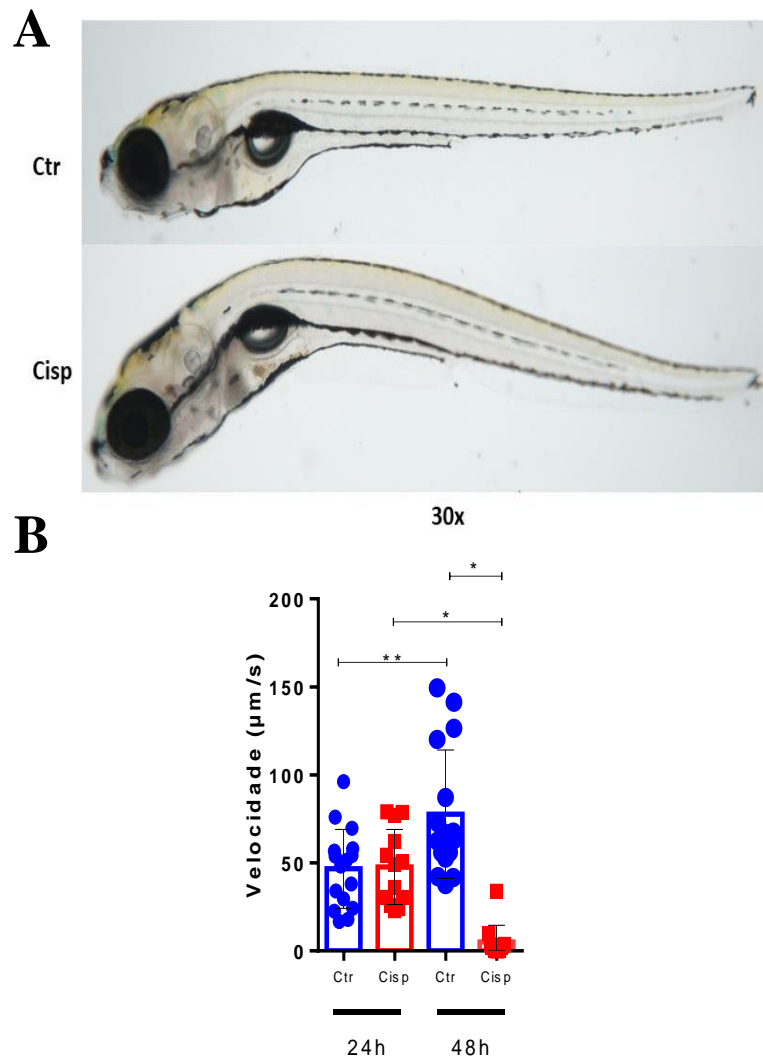 A
Ctr
Cisp
30x
B
*
*
**
200
150
100
50
0
Velocidade (µm/s)
Ctr Cisp Ctr Cisp
24h 48h